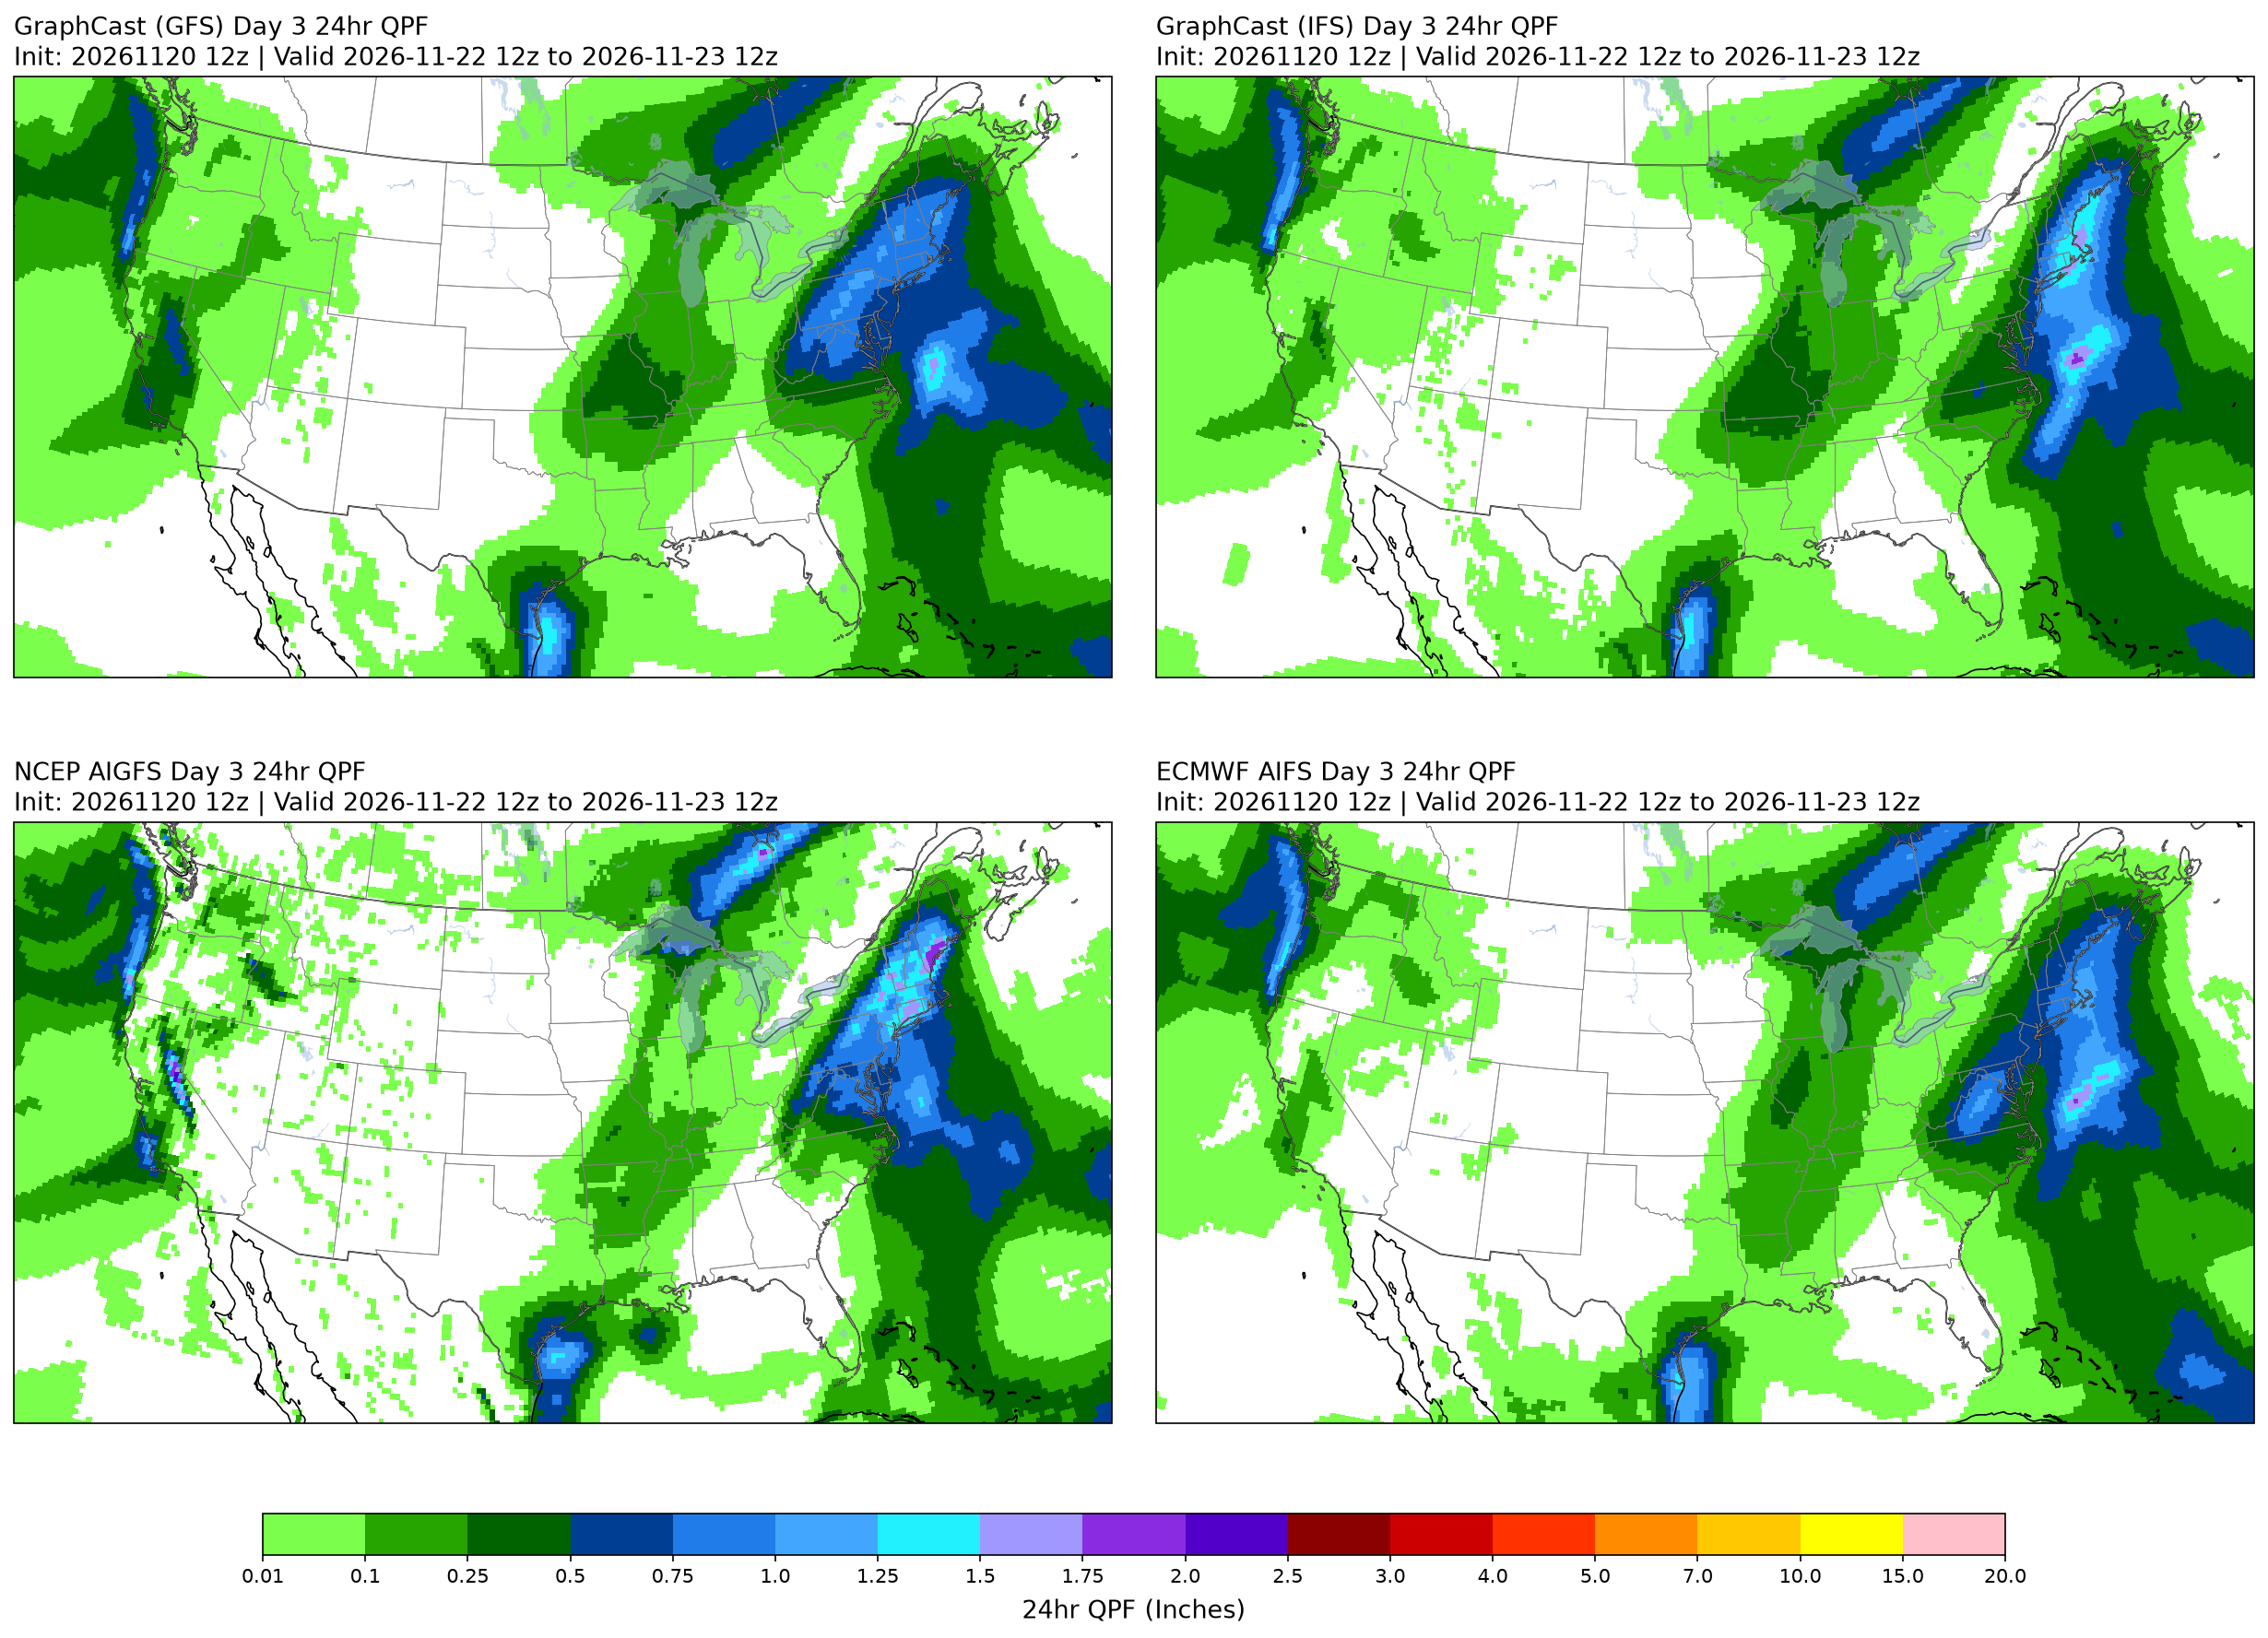 GraphCast (GFS) Day 3 24hr QPF
Init: 20261120 12z | Valid 2026-11-22 12z to 2026-11-23 12z
GraphCast (IFS) Day 3 24hr QPF
Init: 20261120 12z | Valid 2026-11-22 12z to 2026-11-23 12z
NCEP AIGFS Day 3 24hr QPF
Init: 20261120 12z | Valid 2026-11-22 12z to 2026-11-23 12z
ECMWF AIFS Day 3 24hr QPF
Init: 20261120 12z | Valid 2026-11-22 12z to 2026-11-23 12z
0.01 0.1 0.25 0.5 0.75 1.0 1.25 1.5 1.75 2.0 2.5 3.0 4.0 5.0 7.0 10.0 15.0 20.0
24hr QPF (Inches)